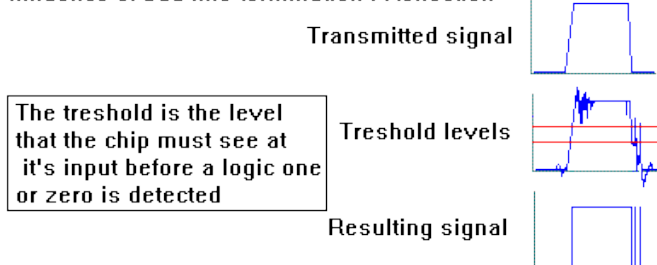 Transmitted signal
The treshold is the level
that the chip must see at
it's input before a logic one
or zero is detected
Treshold levels
Resulting signal